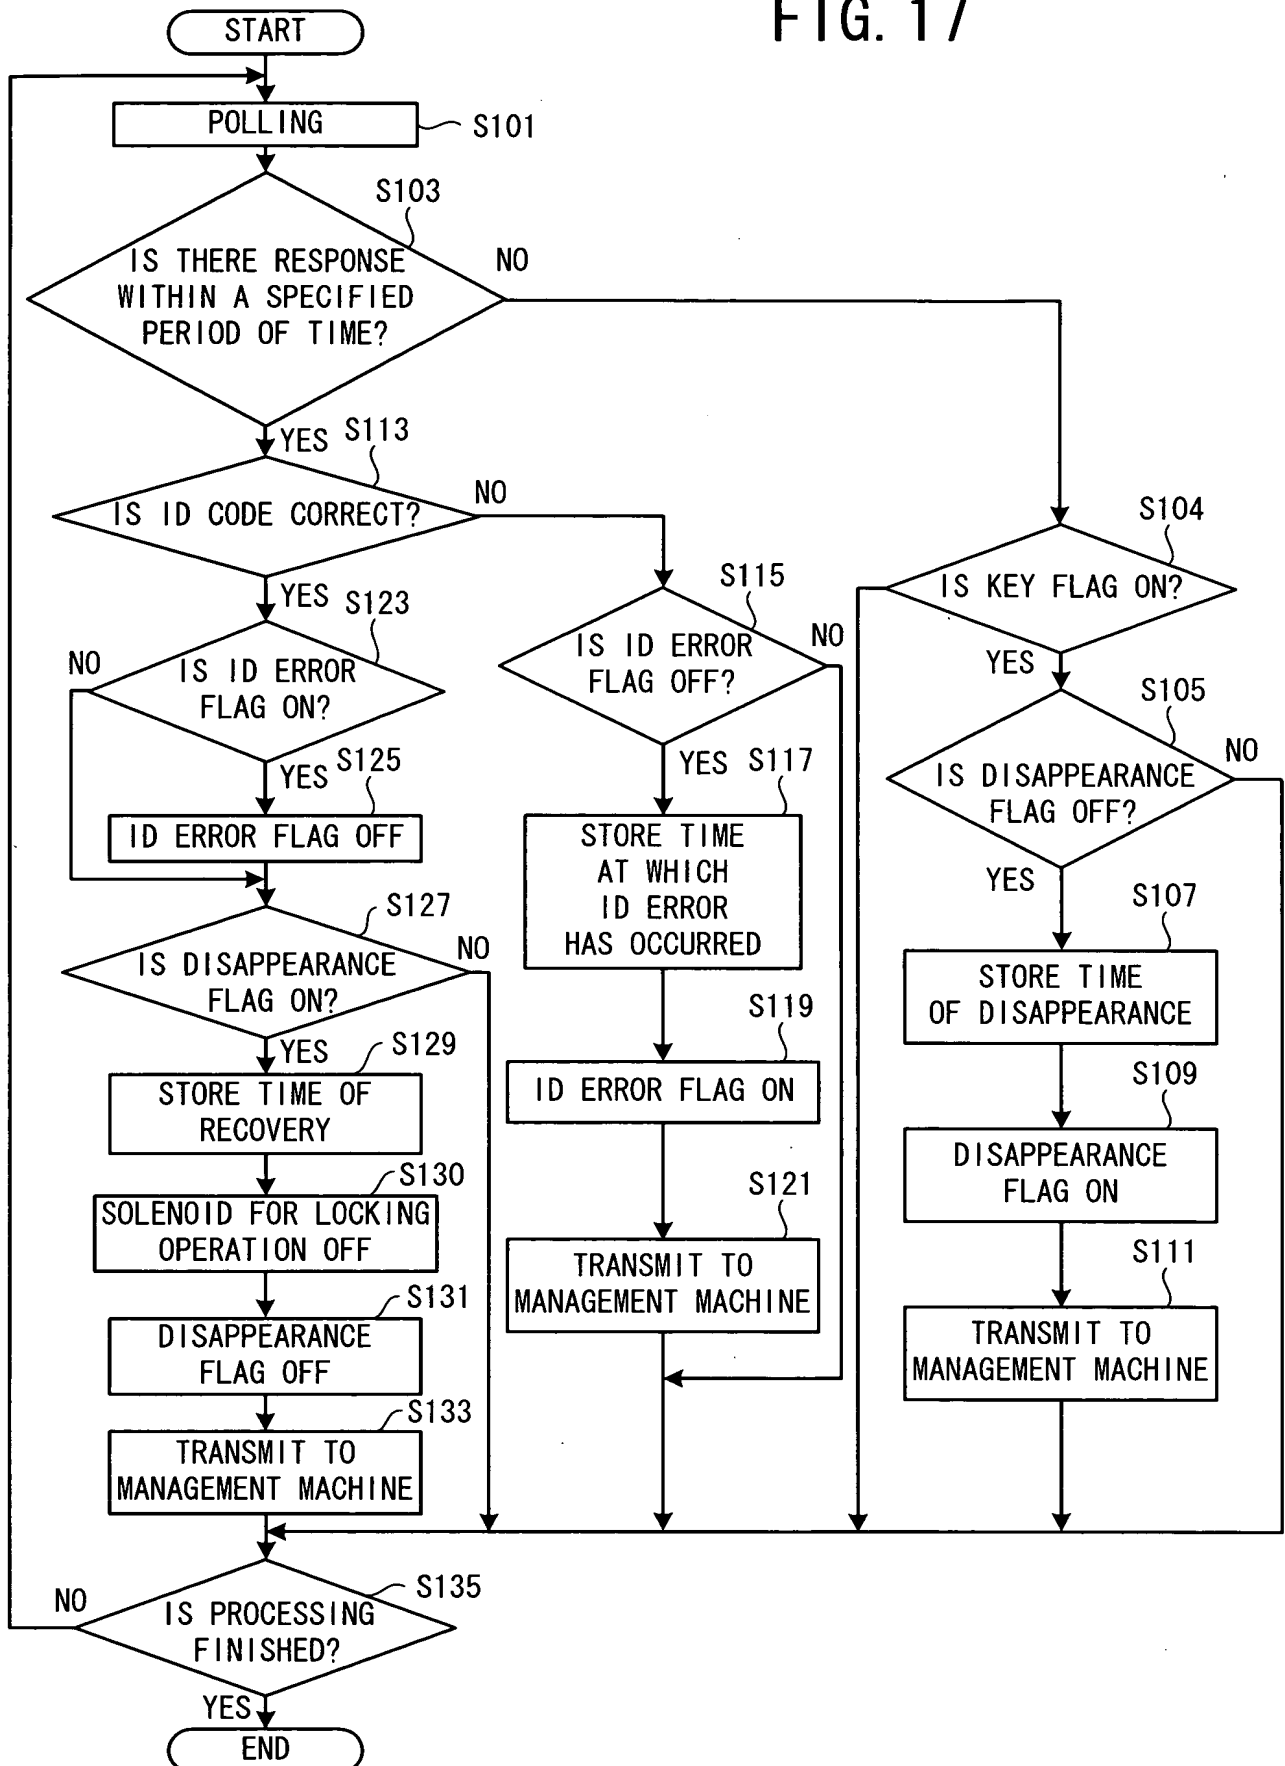 FIG. 17
START
POLLING
S101
S103
IS THERE RESPONSE
WITHIN A SPECIFIED
PERIOD OF TIME?
NO
YES
S113
IS ID CODE CORRECT?
NO
YES
S123
IS ID ERROR
FLAG ON?
NO
YES
S125
ID ERROR FLAG OFF
S127
IS DISAPPEARANCE
FLAG ON?
NO
YES
S129
STORE TIME OF
RECOVERY
S130
SOLENOID FOR LOCKING
OPERATION OFF
S131
DISAPPEARANCE
FLAG OFF
S133
TRANSMIT TO
MANAGEMENT MACHINE
S115
IS ID ERROR
FLAG OFF?
NO
YES
S117
STORE TIME
AT WHICH
ID ERROR
HAS OCCURRED
S119
ID ERROR FLAG ON
S121
TRANSMIT TO
MANAGEMENT MACHINE
S104
IS KEY FLAG ON?
YES
S105
IS DISAPPEARANCE
FLAG OFF?
NO
YES
S107
STORE TIME
OF DISAPPEARANCE
S109
DISAPPEARANCE
FLAG ON
S111
TRANSMIT TO
MANAGEMENT MACHINE
S135
IS PROCESSING
FINISHED?
NO
YES
END